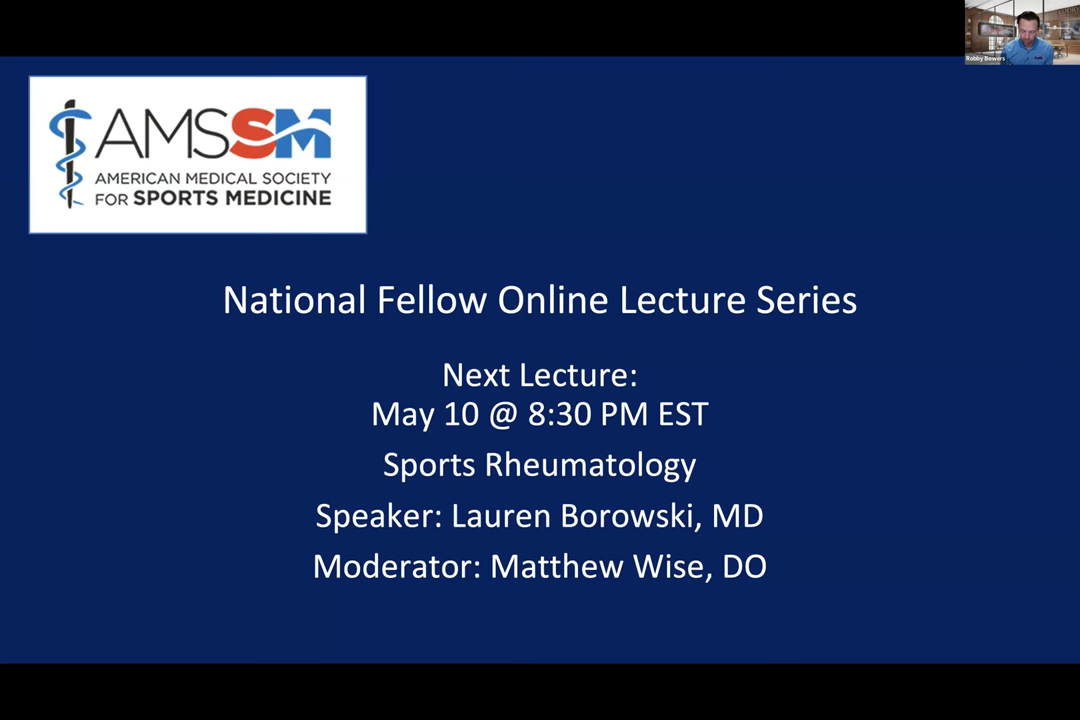 Robby Bowers
AMSSM
AMERICAN MEDICAL SOCIETY
FOR SPORTS MEDICINE
National Fellow Online Lecture Series
Next Lecture:
May 10 @ 8:30 PM EST
Sports Rheumatology
Speaker: Lauren Borowski, MD
Moderator: Matthew Wise, DO